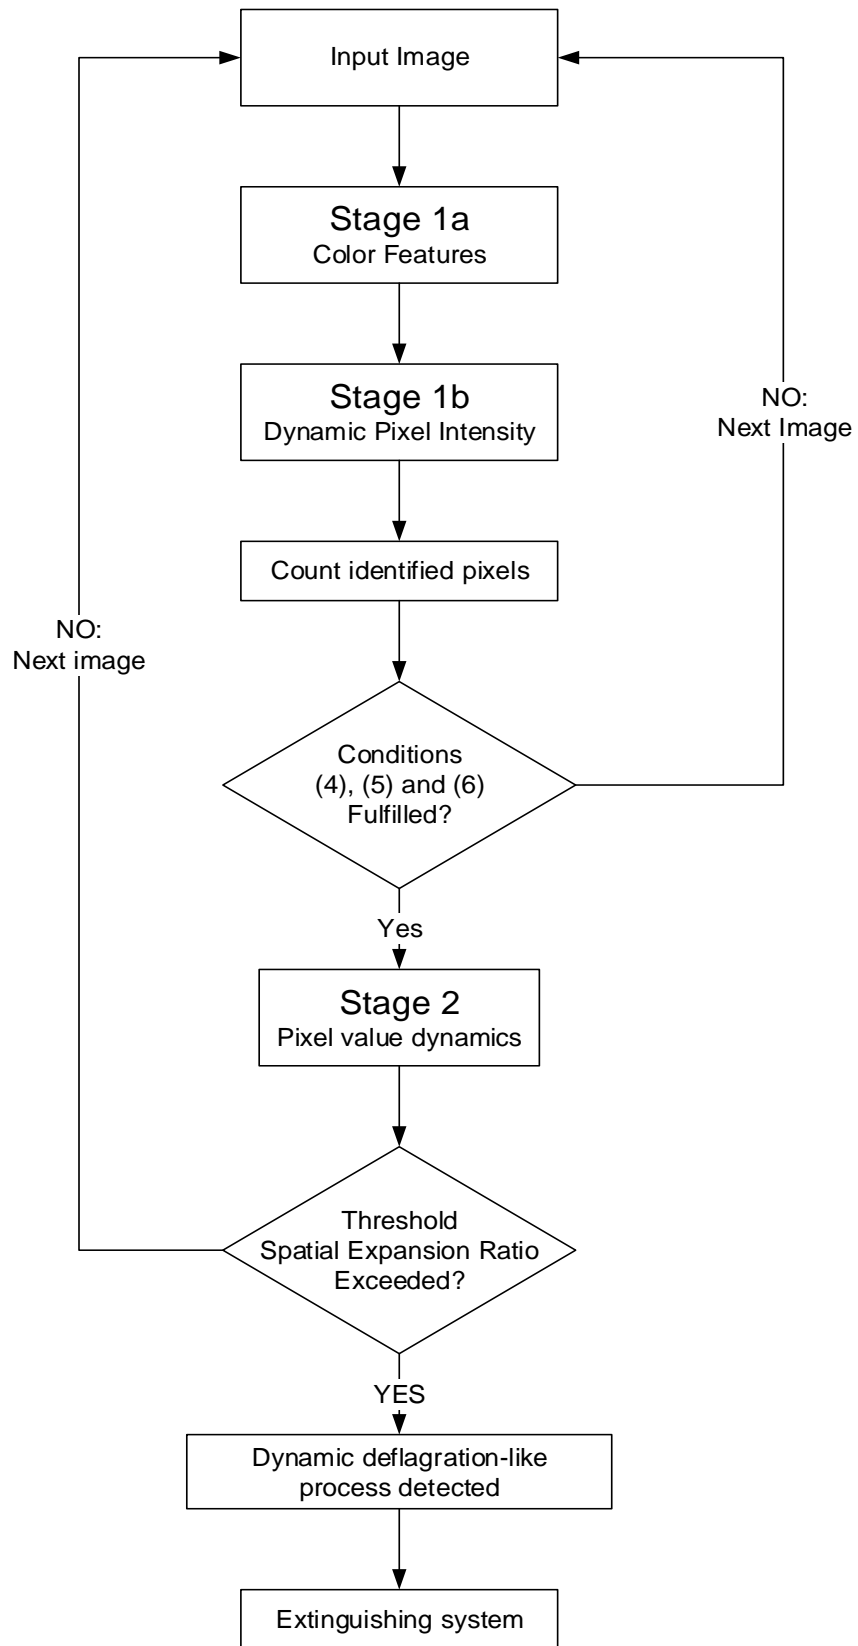 Input Image
Stage 1a
Color Features
Stage 1b
Dynamic Pixel Intensity
NO:
Next Image
Count identified pixels
NO:
Next image
Conditions
(4), (5) and (6)
Fulfilled?
Yes
Stage 2
Pixel value dynamics
Threshold
Spatial Expansion Ratio
Exceeded?
YES
Dynamic deflagration-like
process detected
Extinguishing system